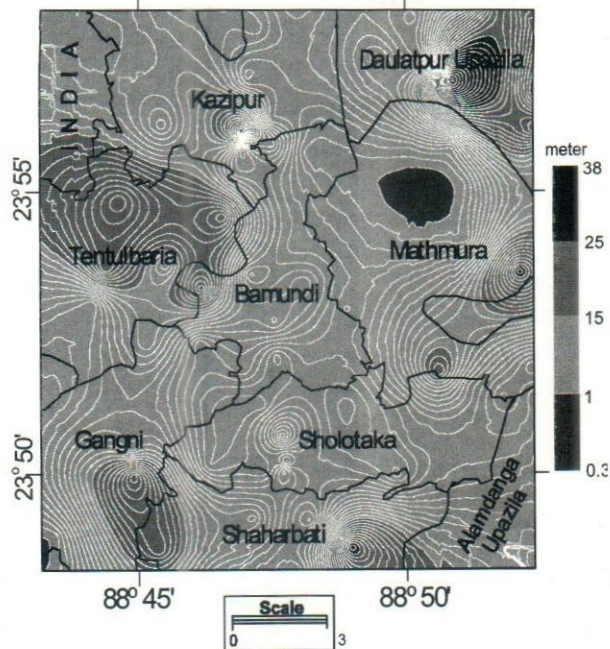 Daulatpur Upazila
INDIA
Kazipur
meter
38
23° 55'
25
Tentulbaria
Mathmura
Bamundi
15
1
Gangni
Sholotaka
23° 50'
0.3
Shaharbati
Alamdanga
Upazila
88° 45'
88° 50'
Scale
0 3